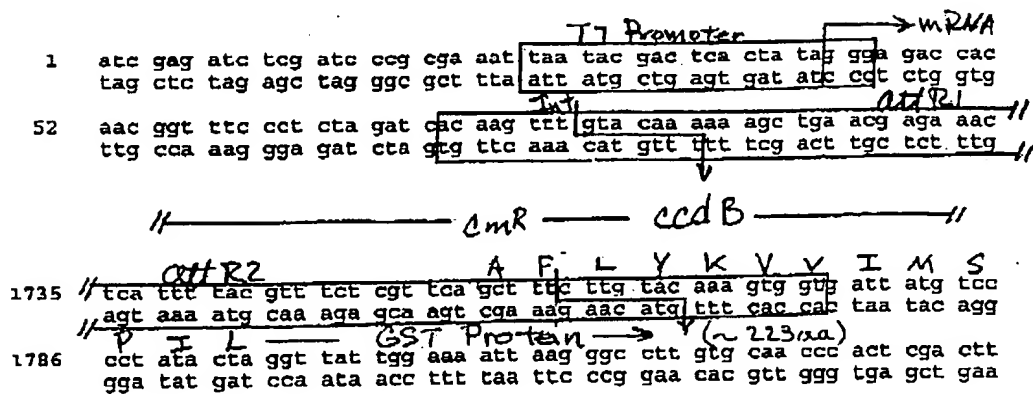 T7 Promoter
mRNA
1 atc gag atc tcg atc ccg cga aat taa tac gac tca cta tag gga gac cac
tag ctc tag agc tag ggc gct tta att atg ctg agt gat atc cct ctg gtg
Int
attR1
52 aac ggt ttc cct cta gat cac aag ttt gta caa aaa agc tga acg aga aac
ttg cca aag gga gat cta gtg ttc aaa cat gtt ttt tcg act tgc tct ttg
cmR ccdB
attR2 A F L Y K V V I M S
1735 tca ttt tac gtt tct cgt tca gct ttc ttg tac aaa gtg gtg att atg tcc
agt aaa atg caa aga gca agt cga aag aac atg ttt cac cac taa tac agg
P I L GST Protein (~223aa)
1786 cct ata cta ggt tat tgg aaa att aag ggc ctt gtg caa ccc act cga ctt
gga tat gat cca ata acc ttt taa ttc ccg gaa cac gtt ggg tga gct gaa